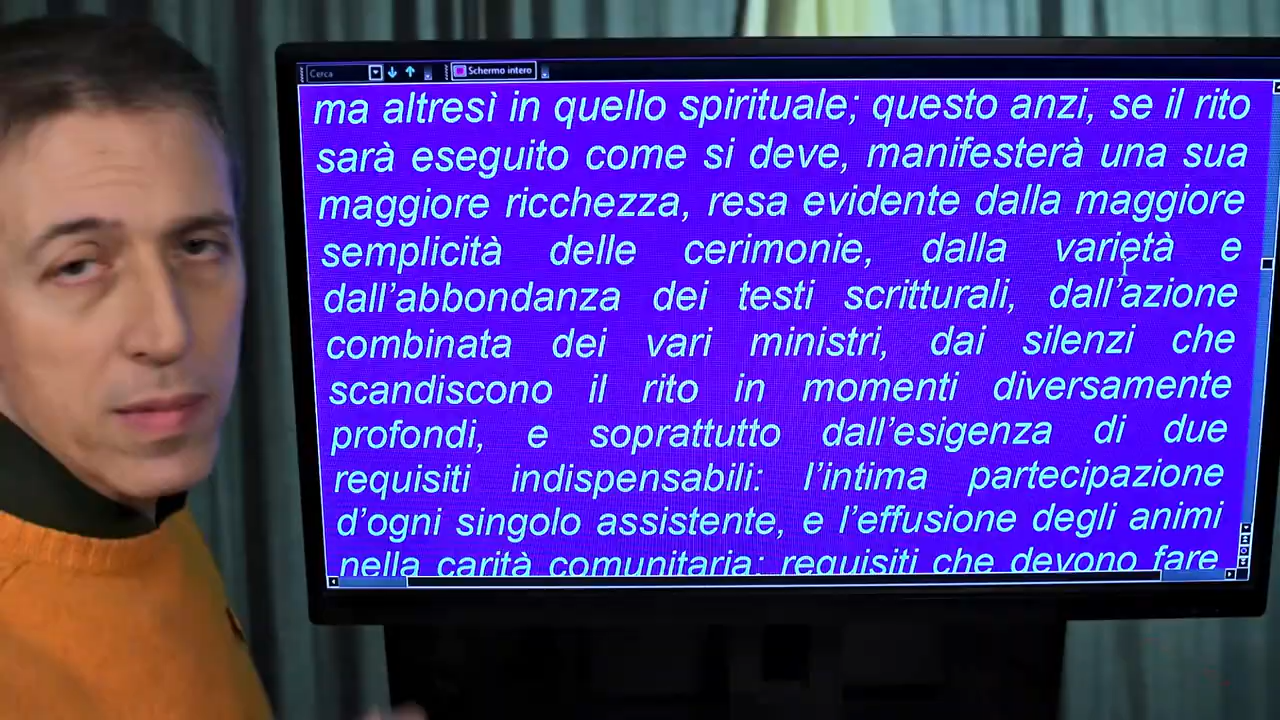 Cerca
Schermo intero
ma altresì in quello spirituale; questo anzi, se il rito
sarà eseguito come si deve, manifesterà una sua
maggiore ricchezza, resa evidente dalla maggiore
semplicità delle cerimonie, dalla varietà e
dall'abbondanza dei testi scritturali, dall'azione
combinata dei vari ministri, dai silenzi che
scandiscono il rito in momenti diversamente
profondi, e soprattutto dall'esigenza di due
requisiti indispensabili: l'intima partecipazione
d'ogni singolo assistente, e l'effusione degli animi
nella carità comunitaria: requisiti che devono fare